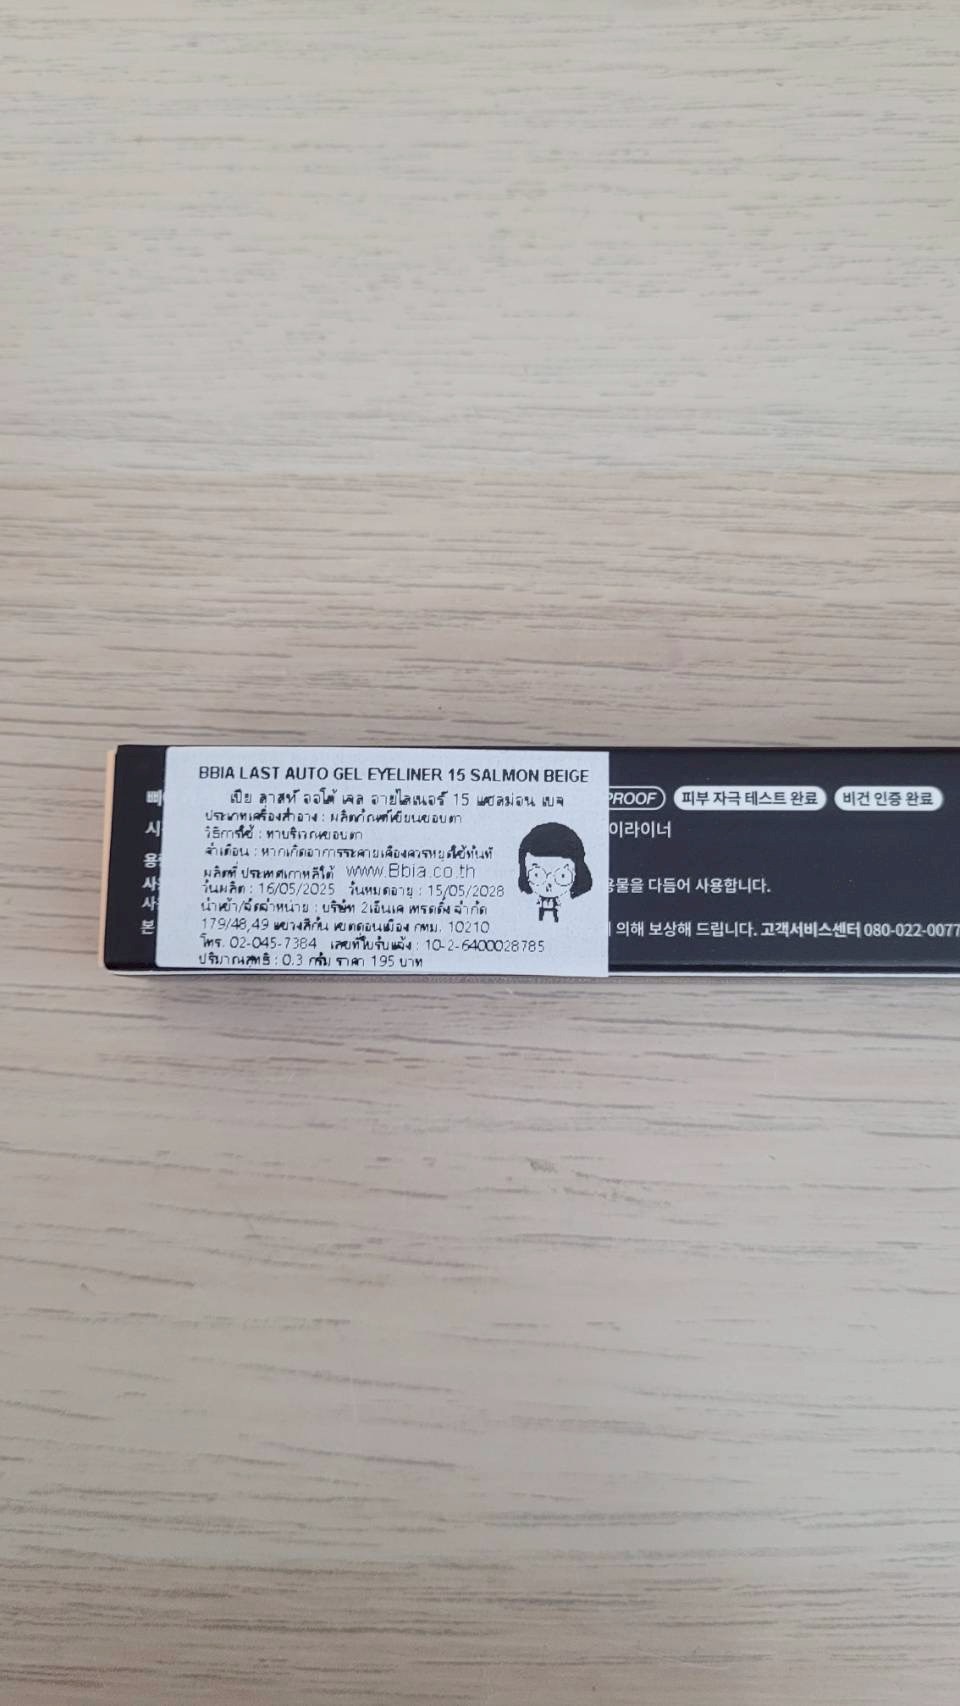 BBIA LAST AUTO GEL EYELINER 15 SALMON BEIGE
เปีย ลาสท์ ออโต้ เจล อายไลเนอร์ 15 แซลม่อน เบจ
ประเภทเครื่องสำอาง : ผลิตภัณฑ์เขียนขอบตา
วิธีการใช้ : ทาบริเวณขอบตา
คำเตือน : หากเกิดอาการระคายเคืองควรหยุดใช้ทันที
ผลิตที่ ประเทศเกาหลีใต้ www.Bbia.co.th
วันผลิต : 16/05/2025 วันหมดอายุ : 15/05/2028
นำเข้า/จัดจำหน่าย : บริษัท 2เอ็นเค เทรดดิ้ง จำกัด
179/48,49 แขวงสีกัน เขตดอนเมือง กทม. 10210
โทร. 02-045-7384 เลขที่ใบรับแจ้ง : 10-2-6400028785
ปริมาณสุทธิ : 0.3 กรัม ราคา 195 บาท
PROOF 피부 자극 테스트 완료 비건 인증 완료
시 이라이너
용
사 용물을 다듬어 사용합니다.
사
본 의해 보상해 드립니다. 고객서비스센터 080-022-0077